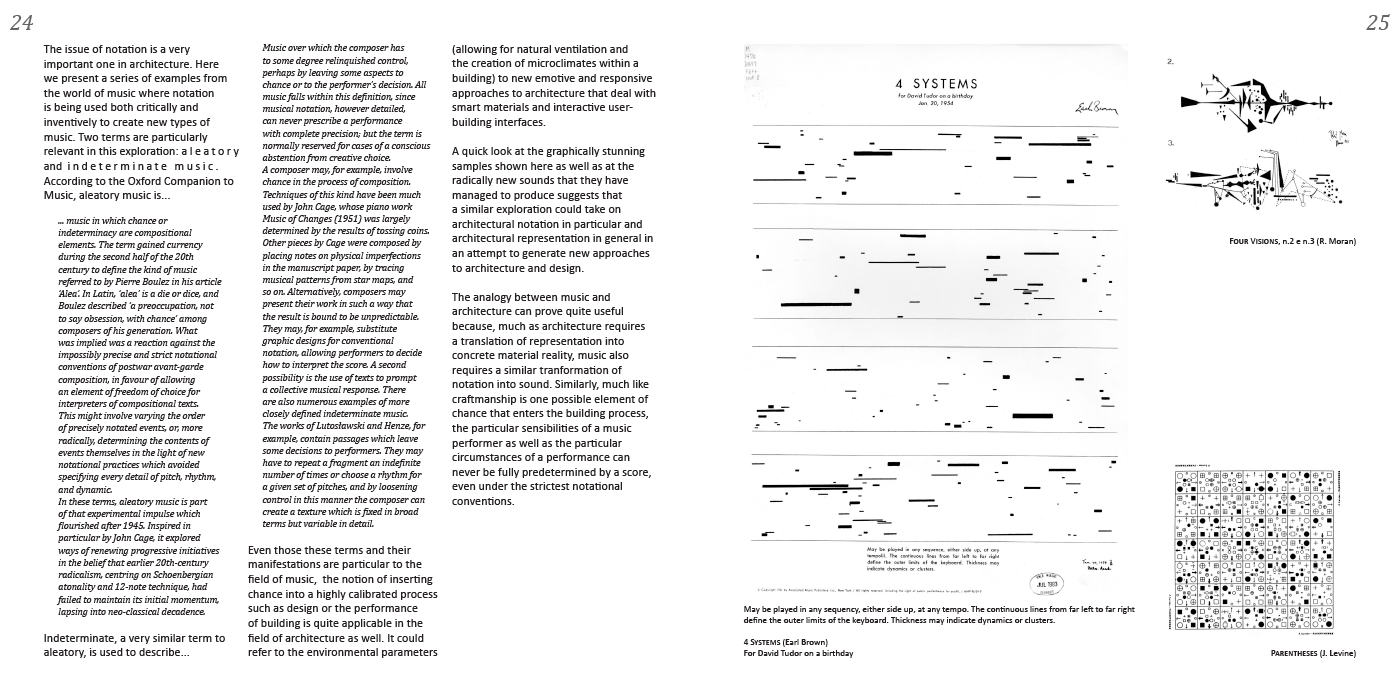 24
The issue of notation is a very
important one in architecture. Here
we present a series of examples from
the world of music where notation
is being used both critically and
inventively to create new types of
music. Two terms are particularly
relevant in this exploration: a l e a t o r y
and i n d e t e r m i n a t e m u s i c .
According to the Oxford Companion to
Music, aleatory music is...
... music in which chance or
indeterminacy are compositional
elements. The term gained currency
during the second half of the 20th
century to define the kind of music
referred to by Pierre Boulez in his article
'Alea'. In Latin, 'alea' is a die or dice, and
Boulez described 'a preoccupation, not
to say obsession, with chance' among
composers of his generation. What
was implied was a reaction against the
impossibly precise and strict notational
conventions of postwar avant-garde
composition, in favour of allowing
an element of freedom of choice for
interpreters of compositional texts.
This might involve varying the order
of precisely notated events, or, more
radically, determining the contents of
events themselves in the light of new
notational practices which avoided
specifying every detail of pitch, rhythm,
and dynamic.
In these terms, aleatory music is part
of that experimental impulse which
flourished after 1945. Inspired in
particular by John Cage, it explored
ways of renewing progressive initiatives
in the belief that earlier 20th-century
radicalism, centring on Schoenbergian
atonality and 12-note technique, had
failed to maintain its initial momentum,
lapsing into neo-classical decadence.
Indeterminate, a very similar term to
aleatory, is used to describe...
Music over which the composer has
to some degree relinquished control,
perhaps by leaving some aspects to
chance or to the performer's decision. All
music falls within this definition, since
musical notation, however detailed,
can never prescribe a performance
with complete precision; but the term is
normally reserved for cases of a conscious
abstention from creative choice.
A composer may, for example, involve
chance in the process of composition.
Techniques of this kind have been much
used by John Cage, whose piano work
Music of Changes (1951) was largely
determined by the results of tossing coins.
Other pieces by Cage were composed by
placing notes on physical imperfections
in the manuscript paper, by tracing
musical patterns from star maps, and
so on. Alternatively, composers may
present their work in such a way that
the result is bound to be unpredictable.
They may, for example, substitute
graphic designs for conventional
notation, allowing performers to decide
how to interpret the score. A second
possibility is the use of texts to prompt
a collective musical response. There
are also numerous examples of more
closely defined indeterminate music.
The works of Lutosławski and Henze, for
example, contain passages which leave
some decisions to performers. They may
have to repeat a fragment an indefinite
number of times or choose a rhythm for
a given set of pitches, and by loosening
control in this manner the composer can
create a texture which is fixed in broad
terms but variable in detail.
Even those these terms and their
manifestations are particular to the
field of music, the notion of inserting
chance into a highly calibrated process
such as design or the performance
of building is quite applicable in the
field of architecture as well. It could
refer to the environmental parameters
(allowing for natural ventilation and
the creation of microclimates within a
building) to new emotive and responsive
approaches to architecture that deal with
smart materials and interactive user-
building interfaces.
A quick look at the graphically stunning
samples shown here as well as at the
radically new sounds that they have
managed to produce suggests that
a similar exploration could take on
architectural notation in particular and
architectural representation in general in
an attempt to generate new approaches
to architecture and design.
The analogy between music and
architecture can prove quite useful
because, much as architecture requires
a translation of representation into
concrete material reality, music also
requires a similar tranformation of
notation into sound. Similarly, much like
craftmanship is one possible element of
chance that enters the building process,
the particular sensibilities of a music
performer as well as the particular
circumstances of a performance can
never be fully predetermined by a score,
even under the strictest notational
conventions.
25
4 SYSTEMS
For David Tudor on a birthday
Jan. 20, 1954
Earle Brown
May be played in any sequence, either side up, at any
tempo(i). The continuous lines from far left to far right
define the outer limits of the keyboard. Thickness may
indicate dynamics or clusters.
JUL 1983
May be played in any sequency, either side up, at any tempo. The continuous lines from far left to far right
define the outer limits of the keyboard. Thickness may indicate dynamics or clusters.
4 SYSTEMS (Earl Brown)
For David Tudor on a birthday
2.
3.
FOUR VISIONS, n.2 e n.3 (R. Moran)
PARENTHESES (J. Levine)